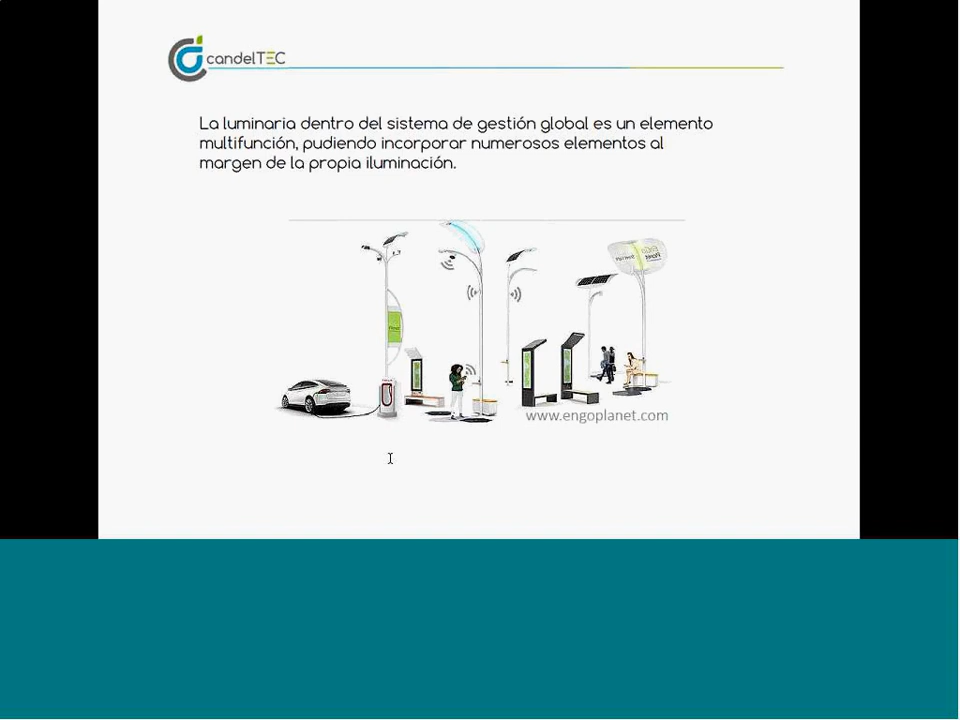 candelTEC
La luminaria dentro del sistema de gestión global es un elemento
multifunción, pudiendo incorporar numerosos elementos al
margen de la propia iluminación.
www.engoplanet.com